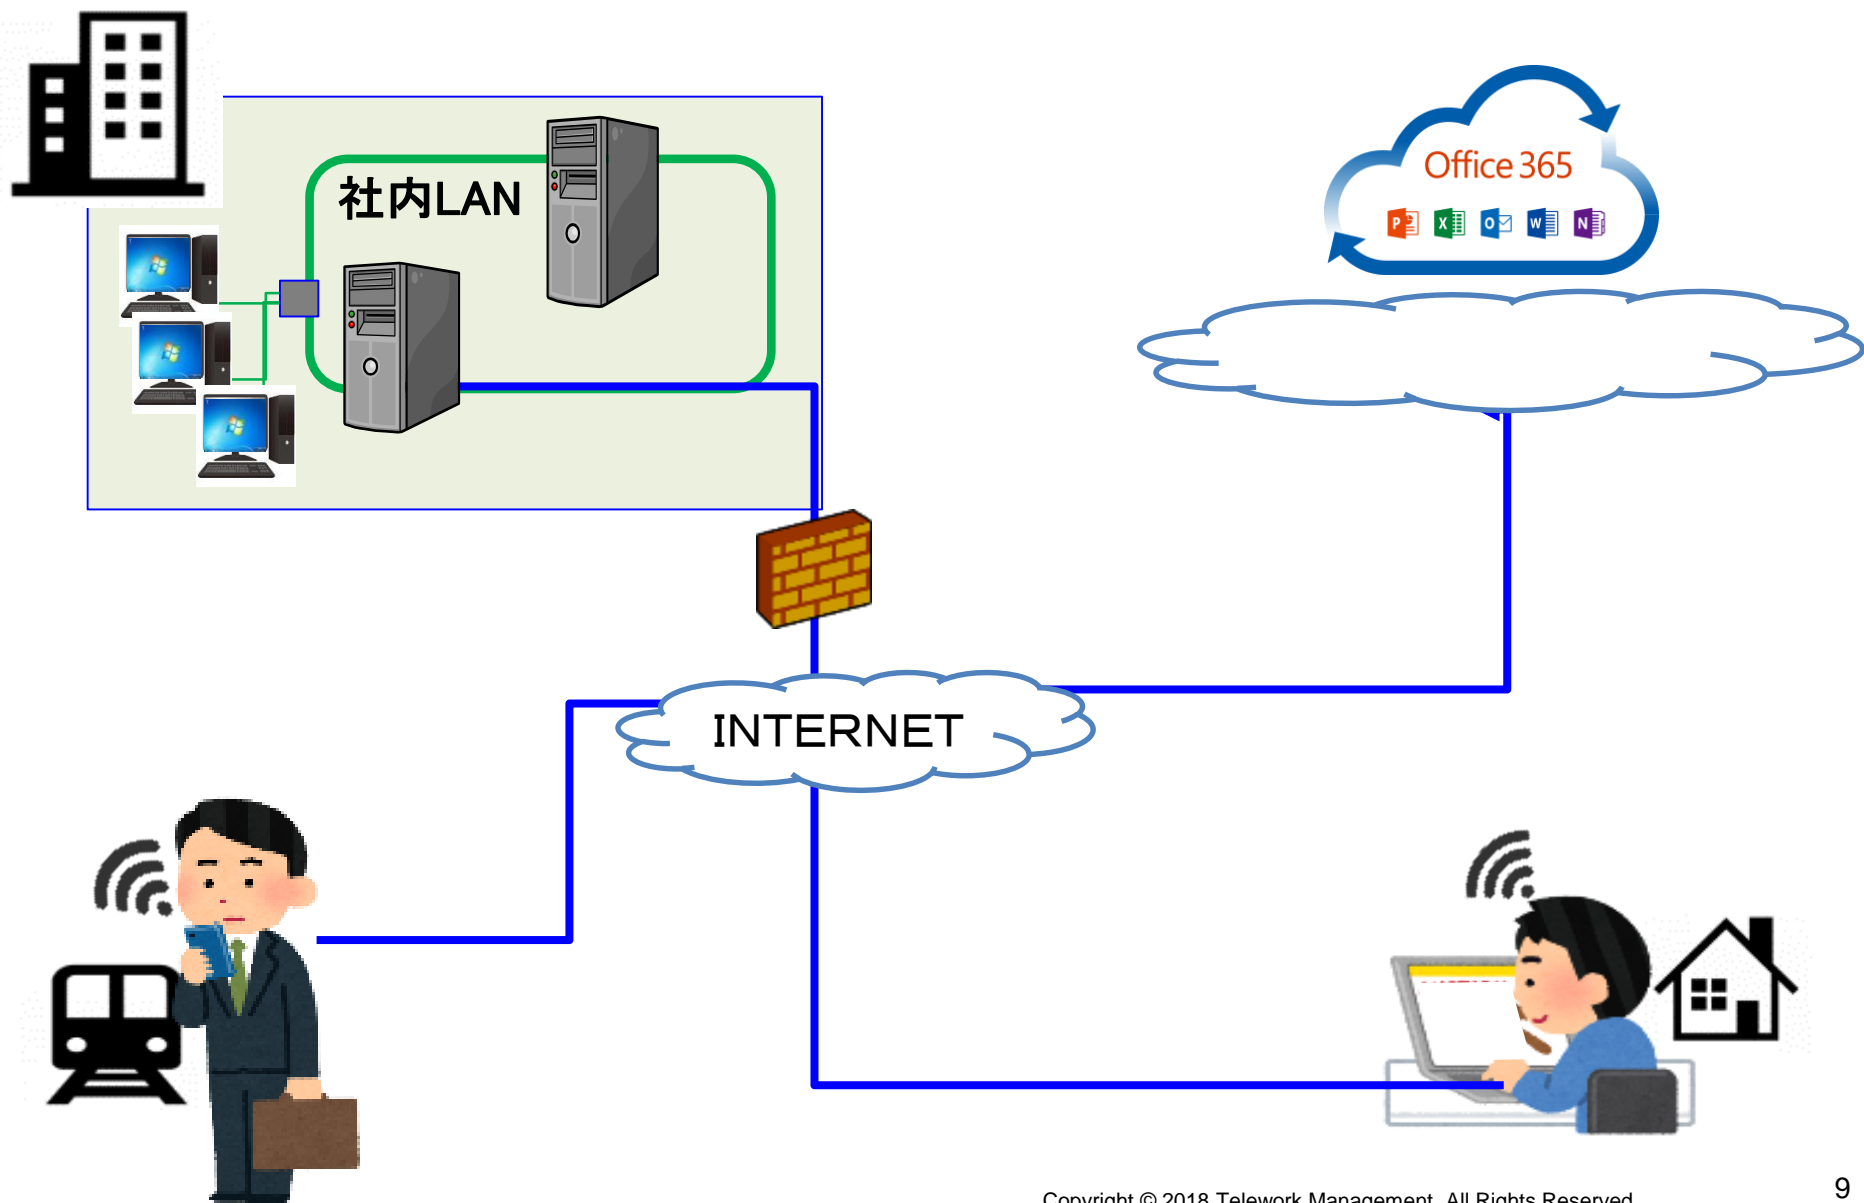 社内LAN
Office 365
P X O W N
INTERNET
Copyright © 2018 Telework Management, All Rights Reserved
9